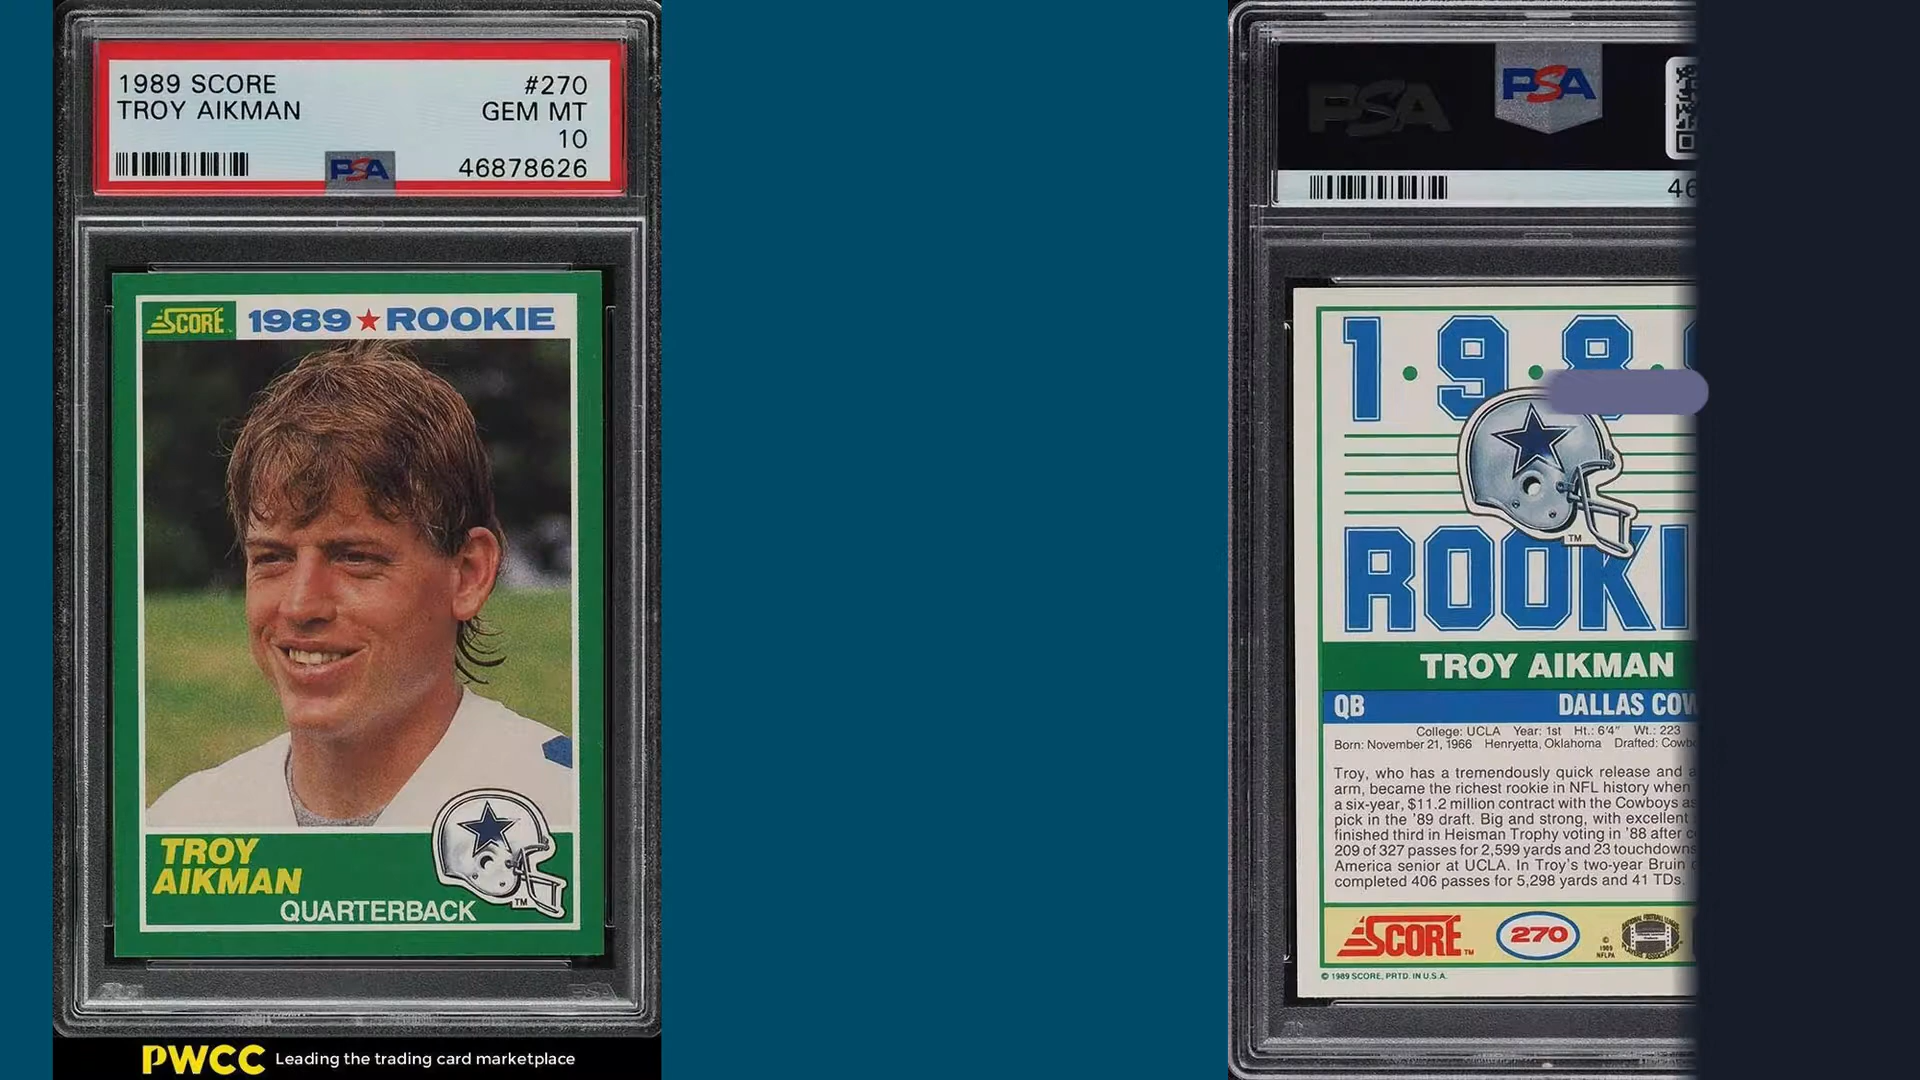 1989 SCORE #270
TROY AIKMAN GEM MT
10
PSA 46878626
SCORE 1989 ROOKIE
TROY
AIKMAN
QUARTERBACK
TM
PWCC Leading the trading card marketplace
PSA PSA
46
1·9·8·
TM
ROOKI
TROY AIKMAN
QB DALLAS COW
College: UCLA Year: 1st Ht.: 6'4" Wt.: 223
Born: November 21, 1966 Henryetta, Oklahoma Drafted: Cowb
Troy, who has a tremendously quick release and a
arm, became the richest rookie in NFL history when
a six-year, $11.2 million contract with the Cowboys as
pick in the '89 draft. Big and strong, with excellent
finished third in Heisman Trophy voting in '88 after c
209 of 327 passes for 2,599 yards and 23 touchdowns
America senior at UCLA. In Troy's two-year Bruin
completed 406 passes for 5,298 yards and 41 TDs.
SCORE TM 270 © 1989 NFLPA
© 1989 SCORE, PRTD. IN U.S.A.